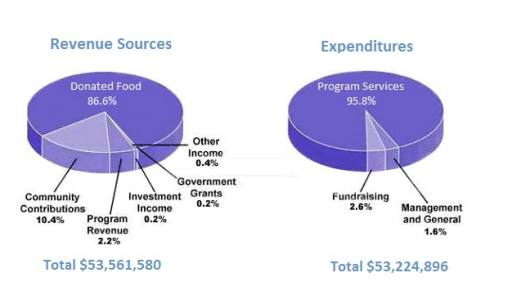 Revenue Sources
Donated Food
86.6%
Other
Income
0.4%
Government
Grants
0.2%
Investment
Income
0.2%
Program
Revenue
2.2%
Community
Contributions
10.4%
Total $53,561,580
Expenditures
Program Services
95.8%
Fundraising
2.6%
Management
and General
1.6%
Total $53,224,896